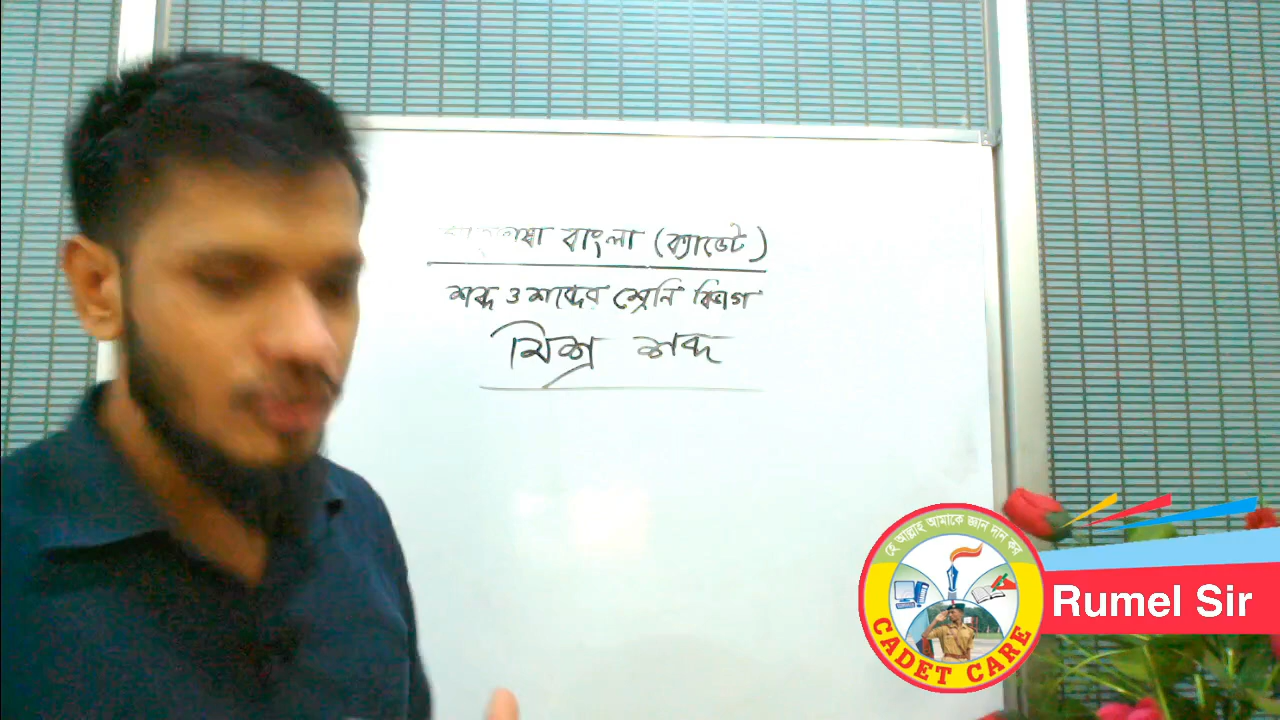 বাংলা (ক্যাডেট)
শব্দ ও শব্দের শ্রেনি বিভাগ
মিশ্র শব্দ
হে আল্লাহ আমাকে জ্ঞান দান কর
CADET CARE
Rumel Sir